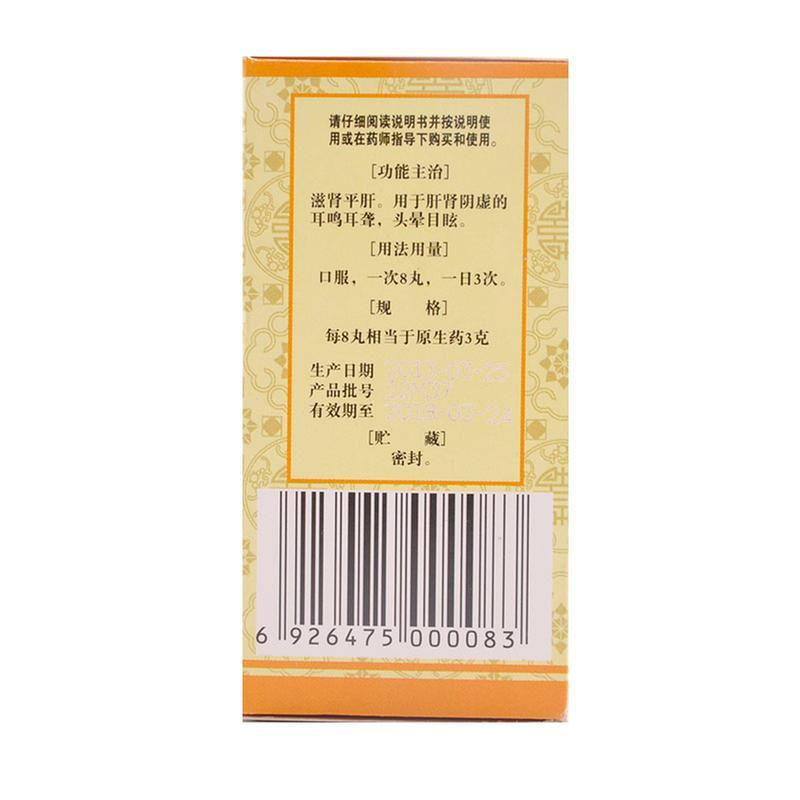 请仔细阅读说明书并按说明使
用或在药师指导下购买和使用。
[功能主治]
滋肾平肝。用于肝肾阴虚的
耳鸣耳聋，头晕目眩。
[用法用量]
口服，一次8丸，一日3次。
[规 格]
每8丸相当于原生药3克
生产日期
产品批号
有效期至 2018-03-24
[贮 藏]
密封。
6 926475 000083